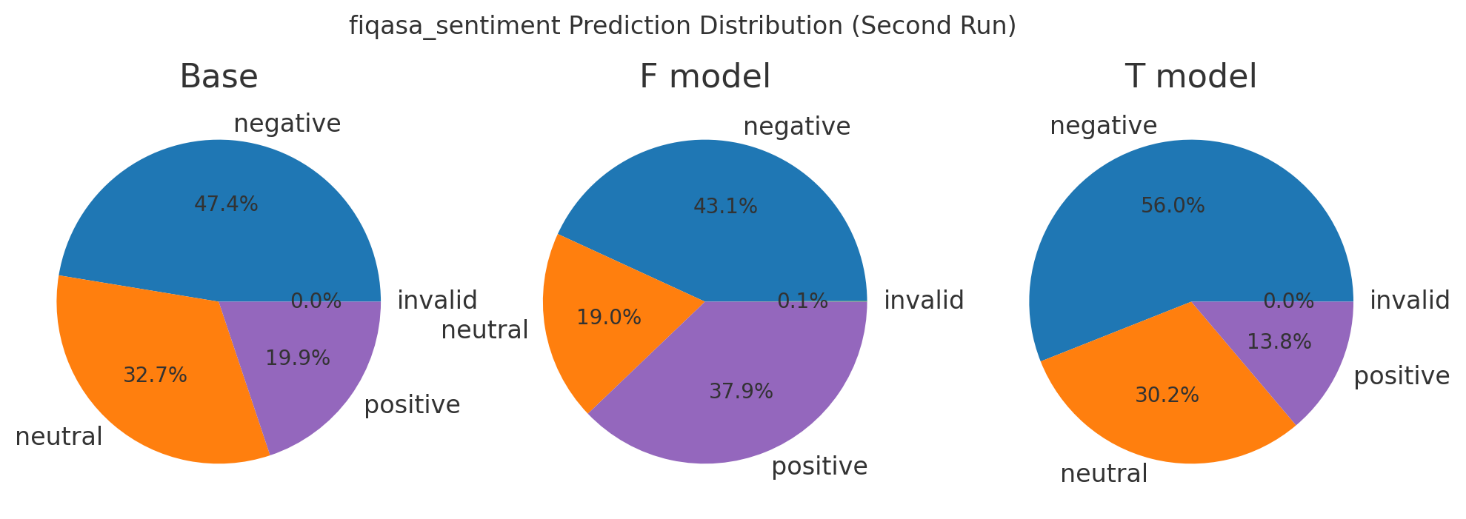 fiqasa_sentiment Prediction Distribution (Second Run)
Base
negative
47.4%
0.0%
invalid
32.7%
19.9%
positive
neutral
F model
negative
43.1%
0.1%
invalid
neutral
19.0%
37.9%
positive
T model
negative
56.0%
0.0%
invalid
13.8%
positive
30.2%
neutral